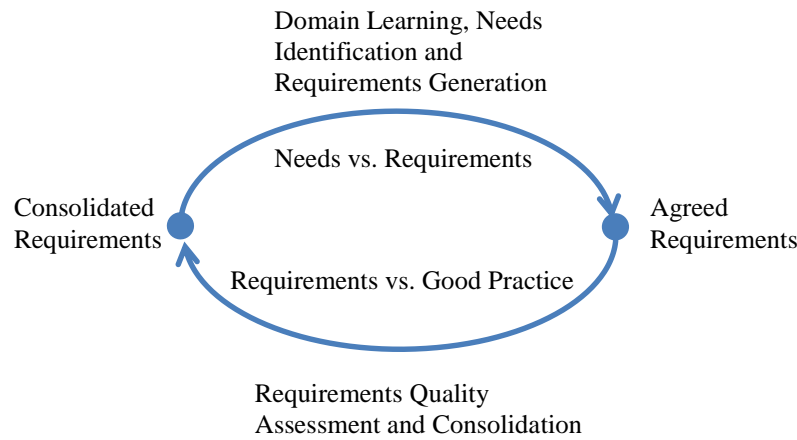 Domain Learning, Needs
Identification and
Requirements Generation
Needs vs. Requirements
Consolidated
Requirements
Agreed
Requirements
Requirements vs. Good Practice
Requirements Quality
Assessment and Consolidation